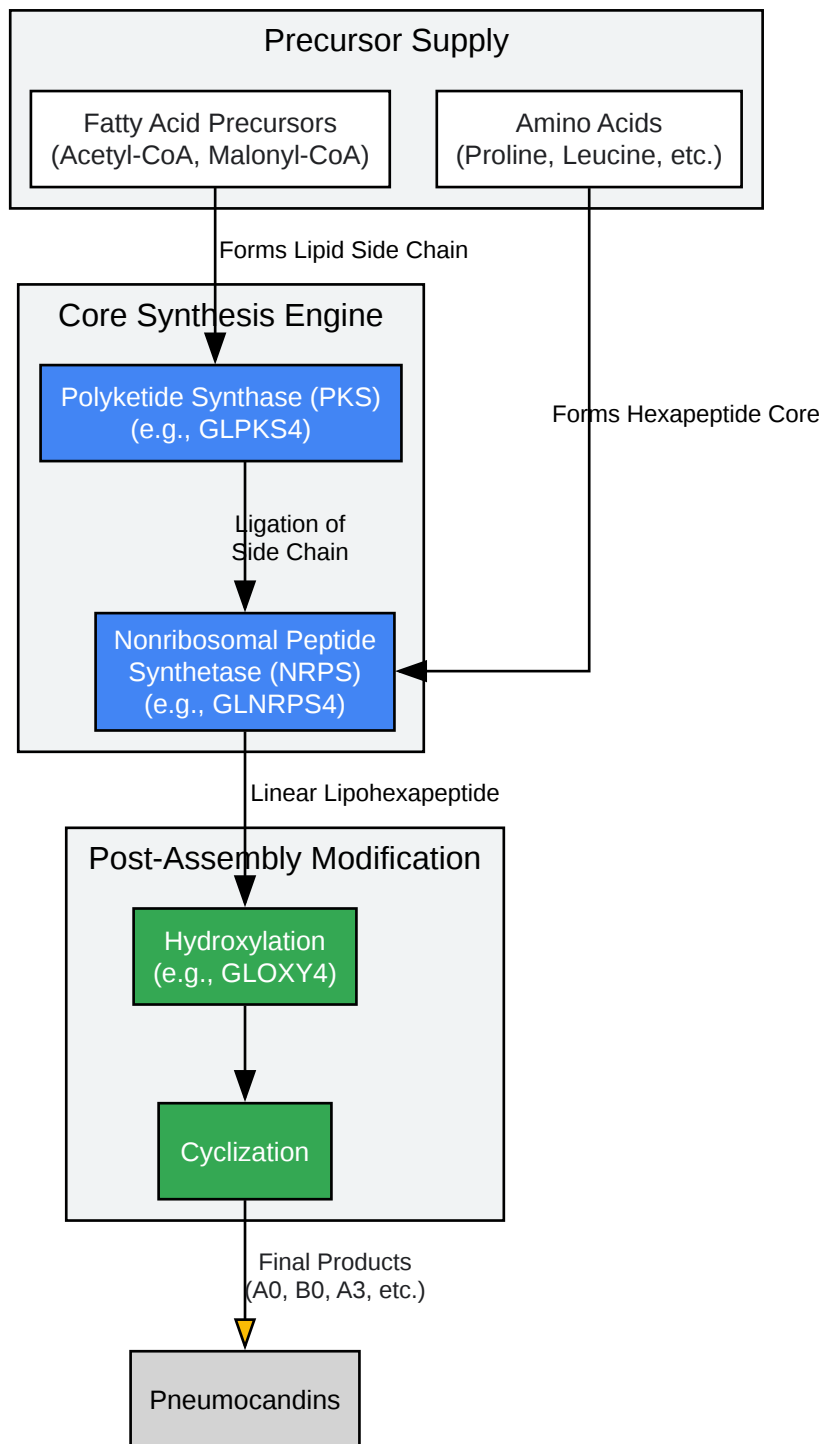 Precursor Supply
Fatty Acid Precursors
(Acetyl-CoA, Malonyl-CoA)
Amino Acids
(Proline, Leucine, etc.)
Forms Lipid Side Chain
Core Synthesis Engine
Polyketide Synthase (PKS)
(e.g., GLPKS4)
Forms Hexapeptide Core
Ligation of
Side Chain
Nonribosomal Peptide
Synthetase (NRPS)
(e.g., GLNRPS4)
Linear Lipohexapeptide
Post-Assembly Modification
Hydroxylation
(e.g., GLOXY4)
Cyclization
Final Products
(A0, B0, A3, etc.)
Pneumocandins